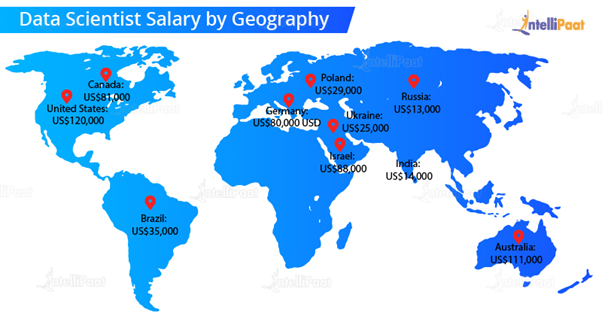 Data Scientist Salary by Geography
IntelliPaat
Canada:
US$81,000
United States:
US$120,000
Poland:
US$29,000
Germany:
US$80,000 USD
Ukraine:
US$25,000
Russia:
US$13,000
Israel:
US$88,000
India:
US$14,000
Brazil:
US$35,000
Australia:
US$111,000